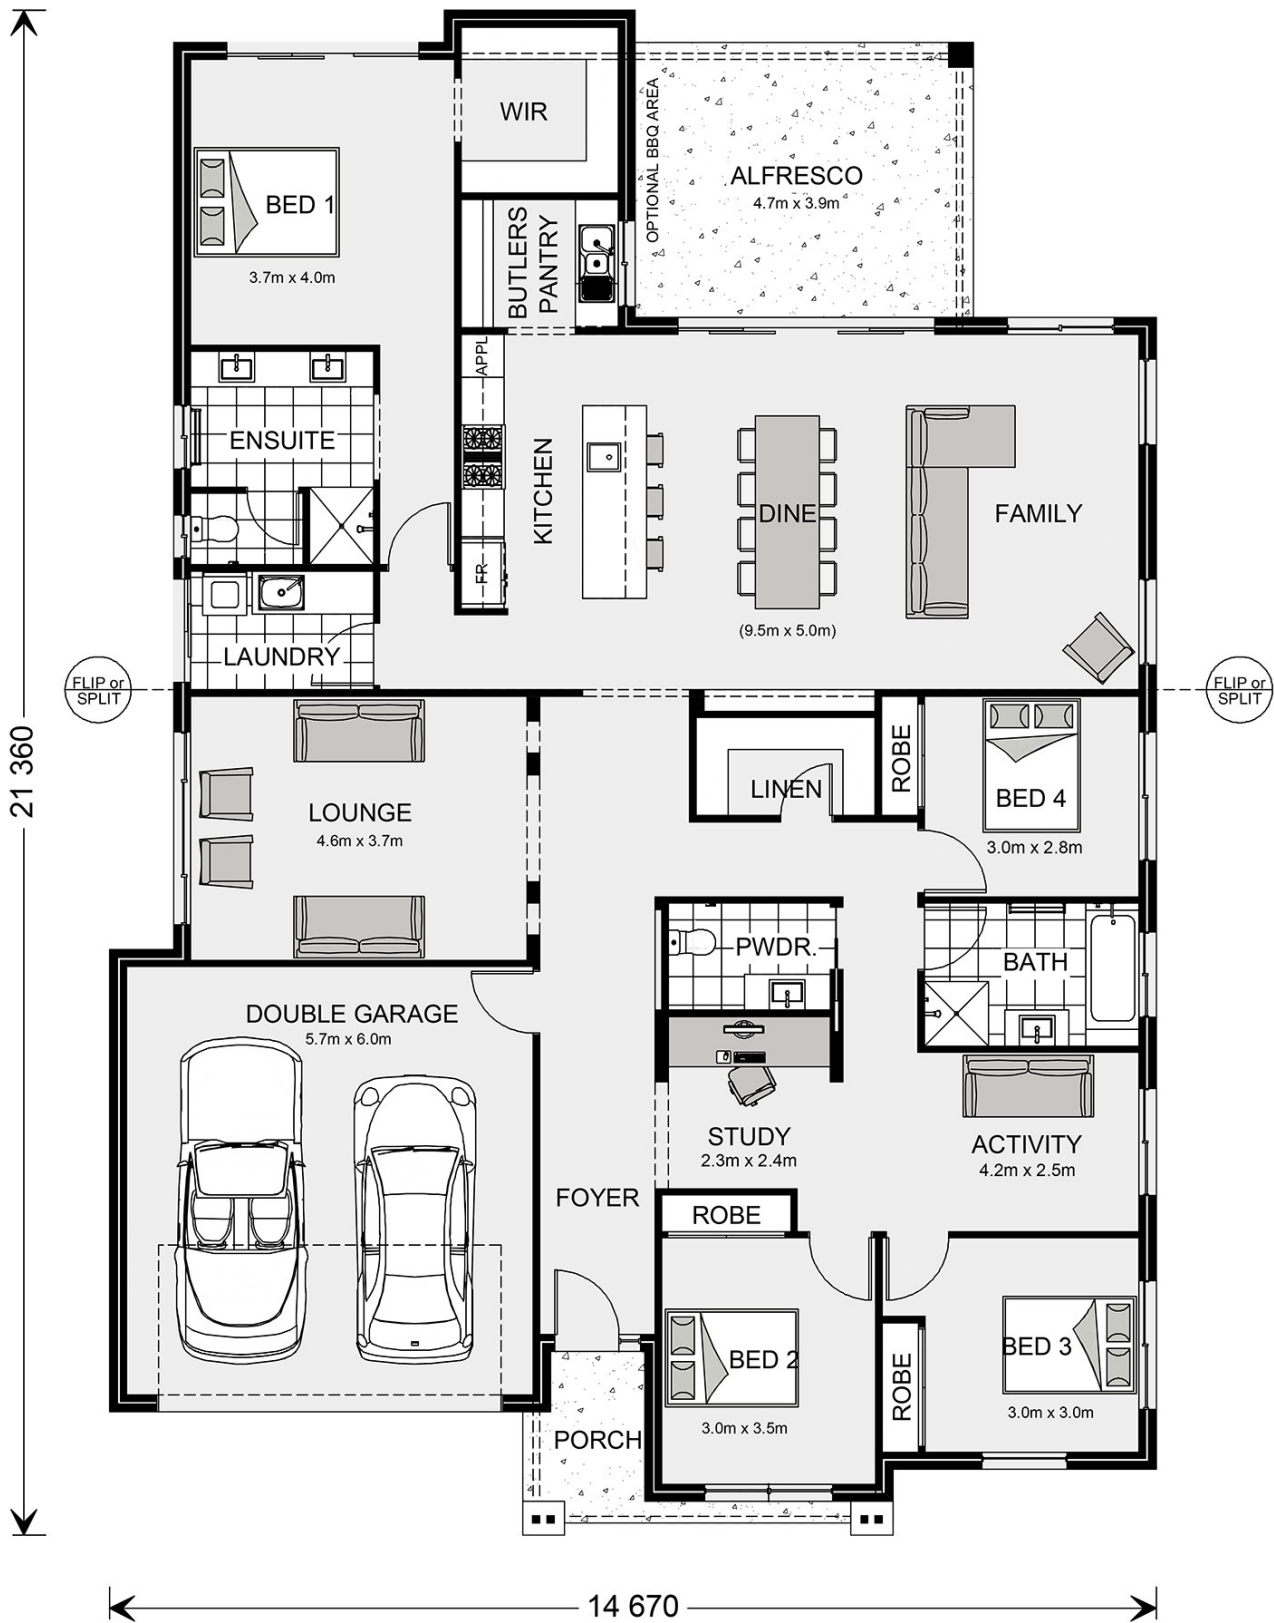 WIR
OPTIONAL BBQ AREA
ALFRESCO
4.7m x 3.9m
BED 1
3.7m x 4.0m
BUTLERS
PANTRY
APPL
ENSUITE
KITCHEN
DINE
FAMILY
FR
(9.5m x 5.0m)
LAUNDRY
FLIP or
SPLIT
FLIP or
SPLIT
21 360
LOUNGE
4.6m x 3.7m
LINEN
ROBE
BED 4
3.0m x 2.8m
PWDR.
BATH
DOUBLE GARAGE
5.7m x 6.0m
STUDY
2.3m x 2.4m
ACTIVITY
4.2m x 2.5m
FOYER
ROBE
BED 2
3.0m x 3.5m
ROBE
BED 3
3.0m x 3.0m
PORCH
14 670